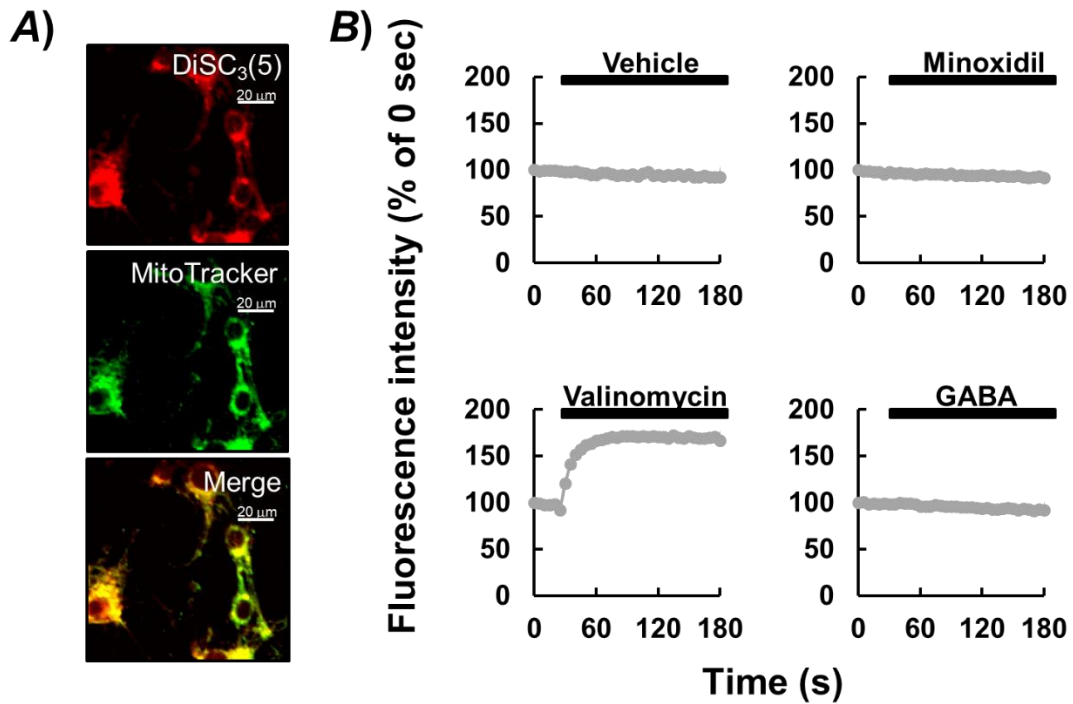 A)
DiSC₃(5)
20 μm
MitoTracker
20 μm
Merge
20 μm
B)
Fluorescence intensity (% of 0 sec)
Vehicle
200
150
100
50
0
0 60 120 180
Minoxidil
200
150
100
50
0
0 60 120 180
Valinomycin
200
150
100
50
0
0 60 120 180
GABA
200
150
100
50
0
0 60 120 180
Time (s)